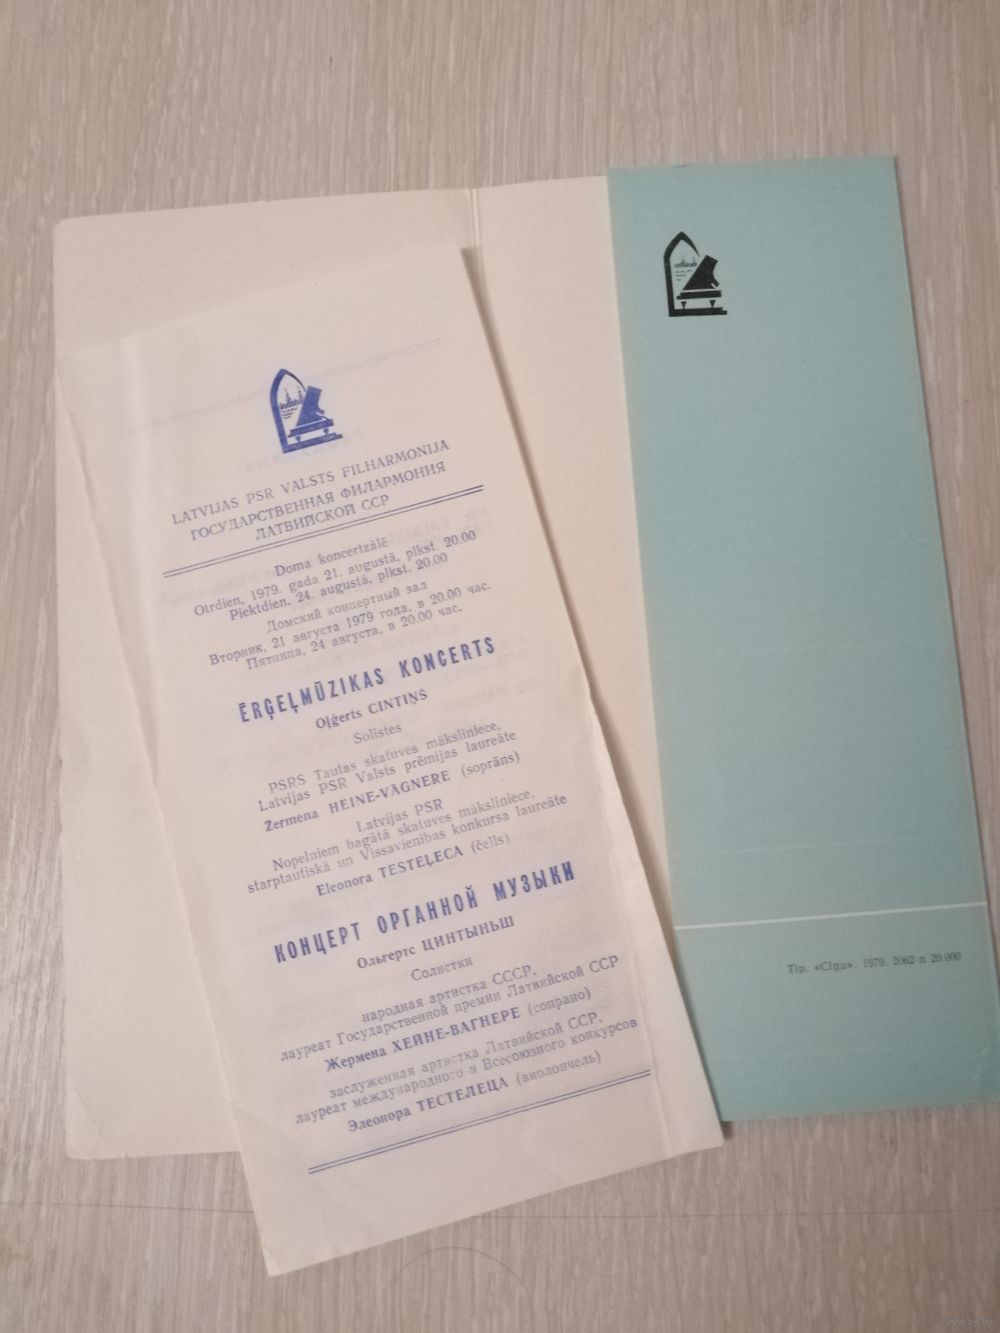 LATVIJAS PSR VALSTS FILHARMONIJA
ГОСУДАРСТВЕННАЯ ФИЛАРМОНИЯ
ЛАТВИЙСКОЙ ССР
Doma koncertzālē
Otrdien, 1979. gada 21. augustā, plkst. 20.00
Piektdien, 24. augustā, plkst. 20.00
Домский концертный зал
Вторник, 21 августа 1979 года, в 20.00 час.
Пятница, 24 августа, в 20.00 час.
ĒRĢEĻMŪZIKAS KONCERTS
Oļģerts CINTIŅS
Solistes
PSRS Tautas skatuves māksliniece,
Latvijas PSR Valsts prēmijas laureāte
Žermena HEINE-VĀGNERE (soprāns)
Latvijas PSR
Nopelniem bagātā skatuves māksliniece,
starptautiskā un Vissavienības konkursa laureāte
Eleonora TESTEĻECA (čells)
КОНЦЕРТ ОРГАННОЙ МУЗЫКИ
Ольгертс ЦИНТЫНЬШ
Солистки
народная артистка СССР,
лауреат Государственной премии Латвийской ССР
Жермена ХЕЙНЕ-ВАГНЕРЕ (сопрано)
заслуженная артистка Латвийской ССР,
лауреат международного и Всесоюзного конкурсов
Элеонора ТЕСТЕЛЕЦА (виолончель)
Tip. «Cīņa». 1979. 2062-п 20.000
www.ay.by